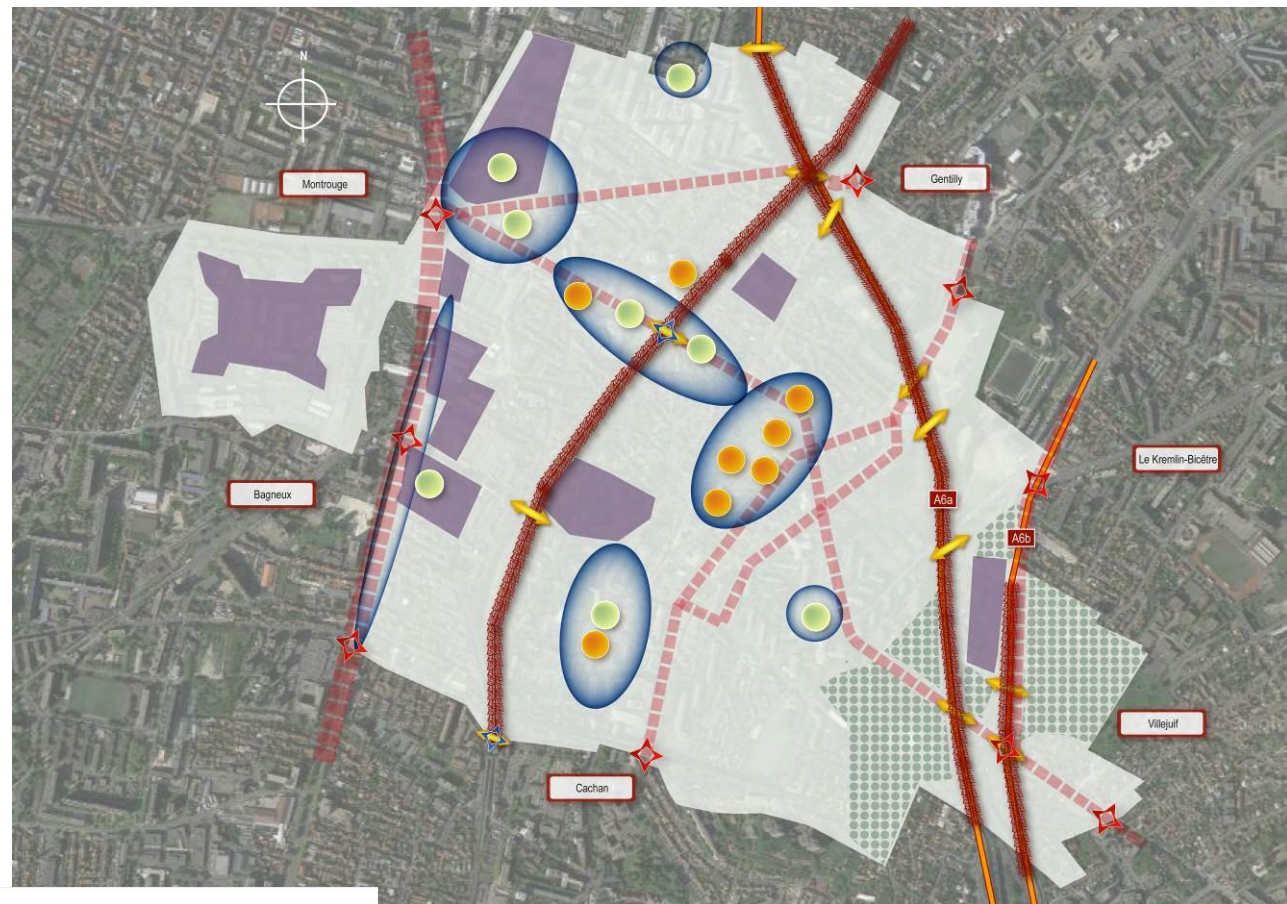 N
Montrouge
Gentilly
Le Kremlin-Bicêtre
Bagneux
A6a
A6b
Villejuif
Cachan